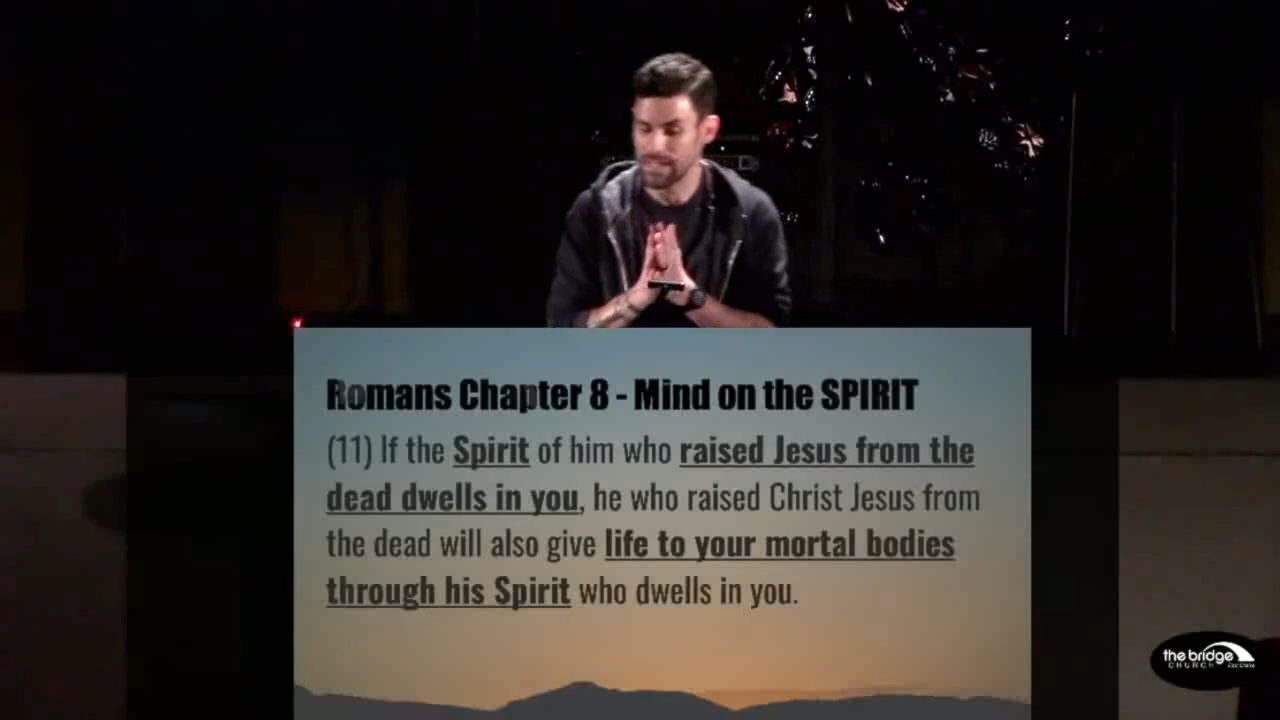 Romans Chapter 8 - Mind on the SPIRIT
(11) If the Spirit of him who raised Jesus from the
dead dwells in you, he who raised Christ Jesus from
the dead will also give life to your mortal bodies
through his Spirit who dwells in you.
the bridge
CHURCH